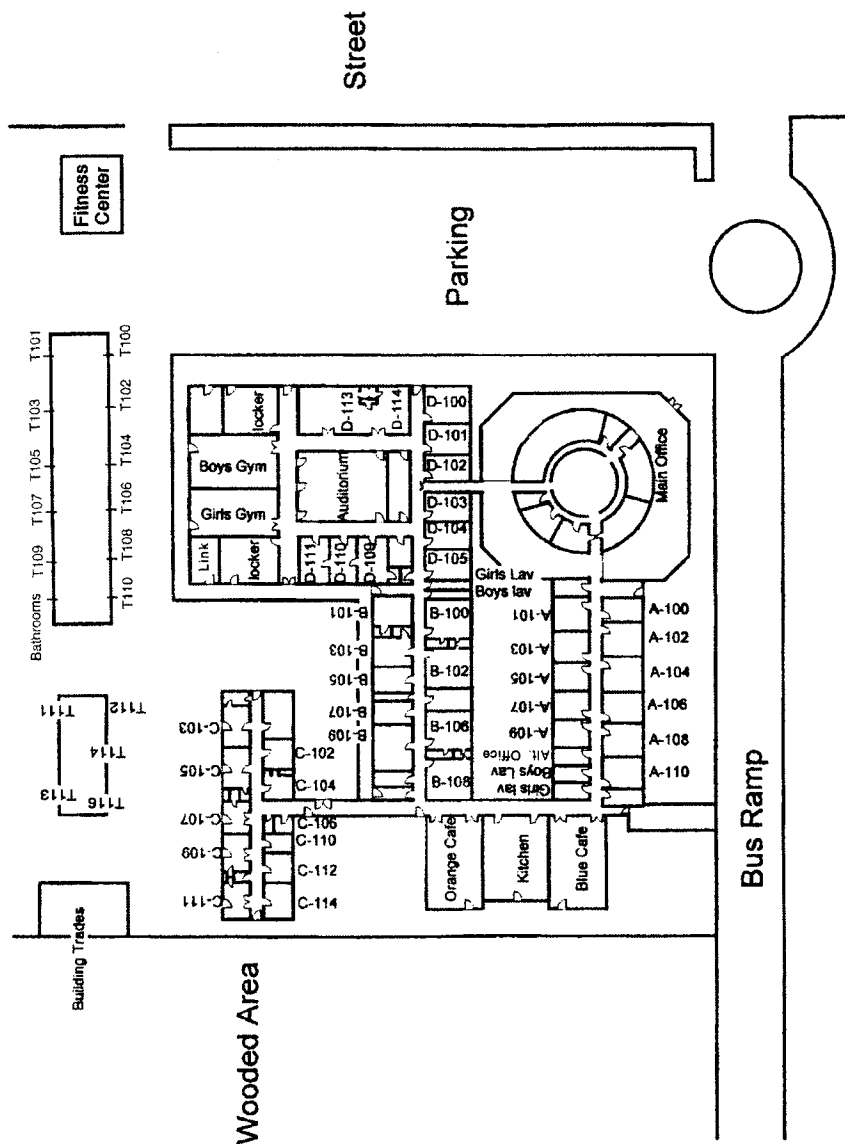 Street
Fitness
Center
Parking
T101
T103
T105
T107
T109
Bathrooms
T100
T102
T104
T106
T108
T110
T111
T113
T112
T114
T116
Building Trades
Wooded Area
locker
Boys Gym
Girls Gym
Link
locker
D-113
D-114
Auditorium
D-111
D-110
D-109
D-100
D-101
D-102
D-103
D-104
D-105
Main Office
Girls Lav
Boys lav
B-101
B-103
B-105
B-107
B-109
B-100
B-102
B-106
B-108
A-101
A-103
A-105
A-107
A-109
Alt. Office
Boys Lav
Girls lav
A-100
A-102
A-104
A-106
A-108
A-110
C-103
C-105
C-107
C-109
C-111
C-102
C-104
C-106
C-110
C-112
C-114
Orange Cafe
Kitchen
Blue Cafe
Bus Ramp